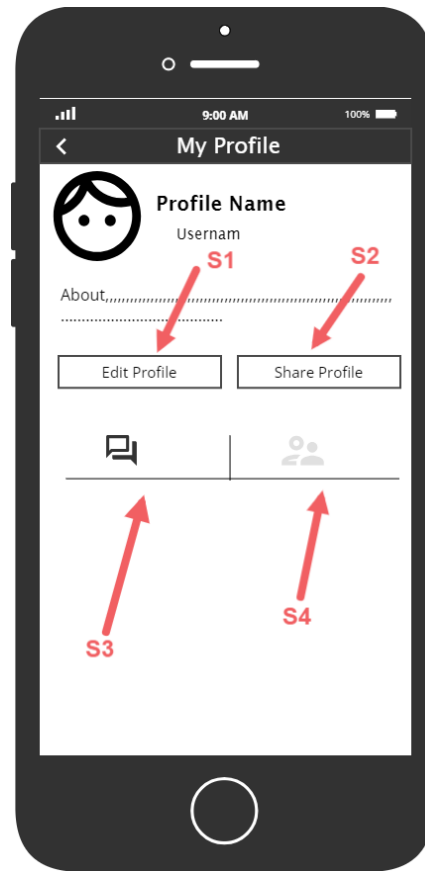 9:00 AM 100%
My Profile
Profile Name
Usernam
S1 S2
About,,,,,,,,,,,,,,,,,,,,,,,,,,,,,,,,,,,,,,,,,,,,,,,,,,,,,,,,,,
......................................
Edit Profile Share Profile
S3 S4